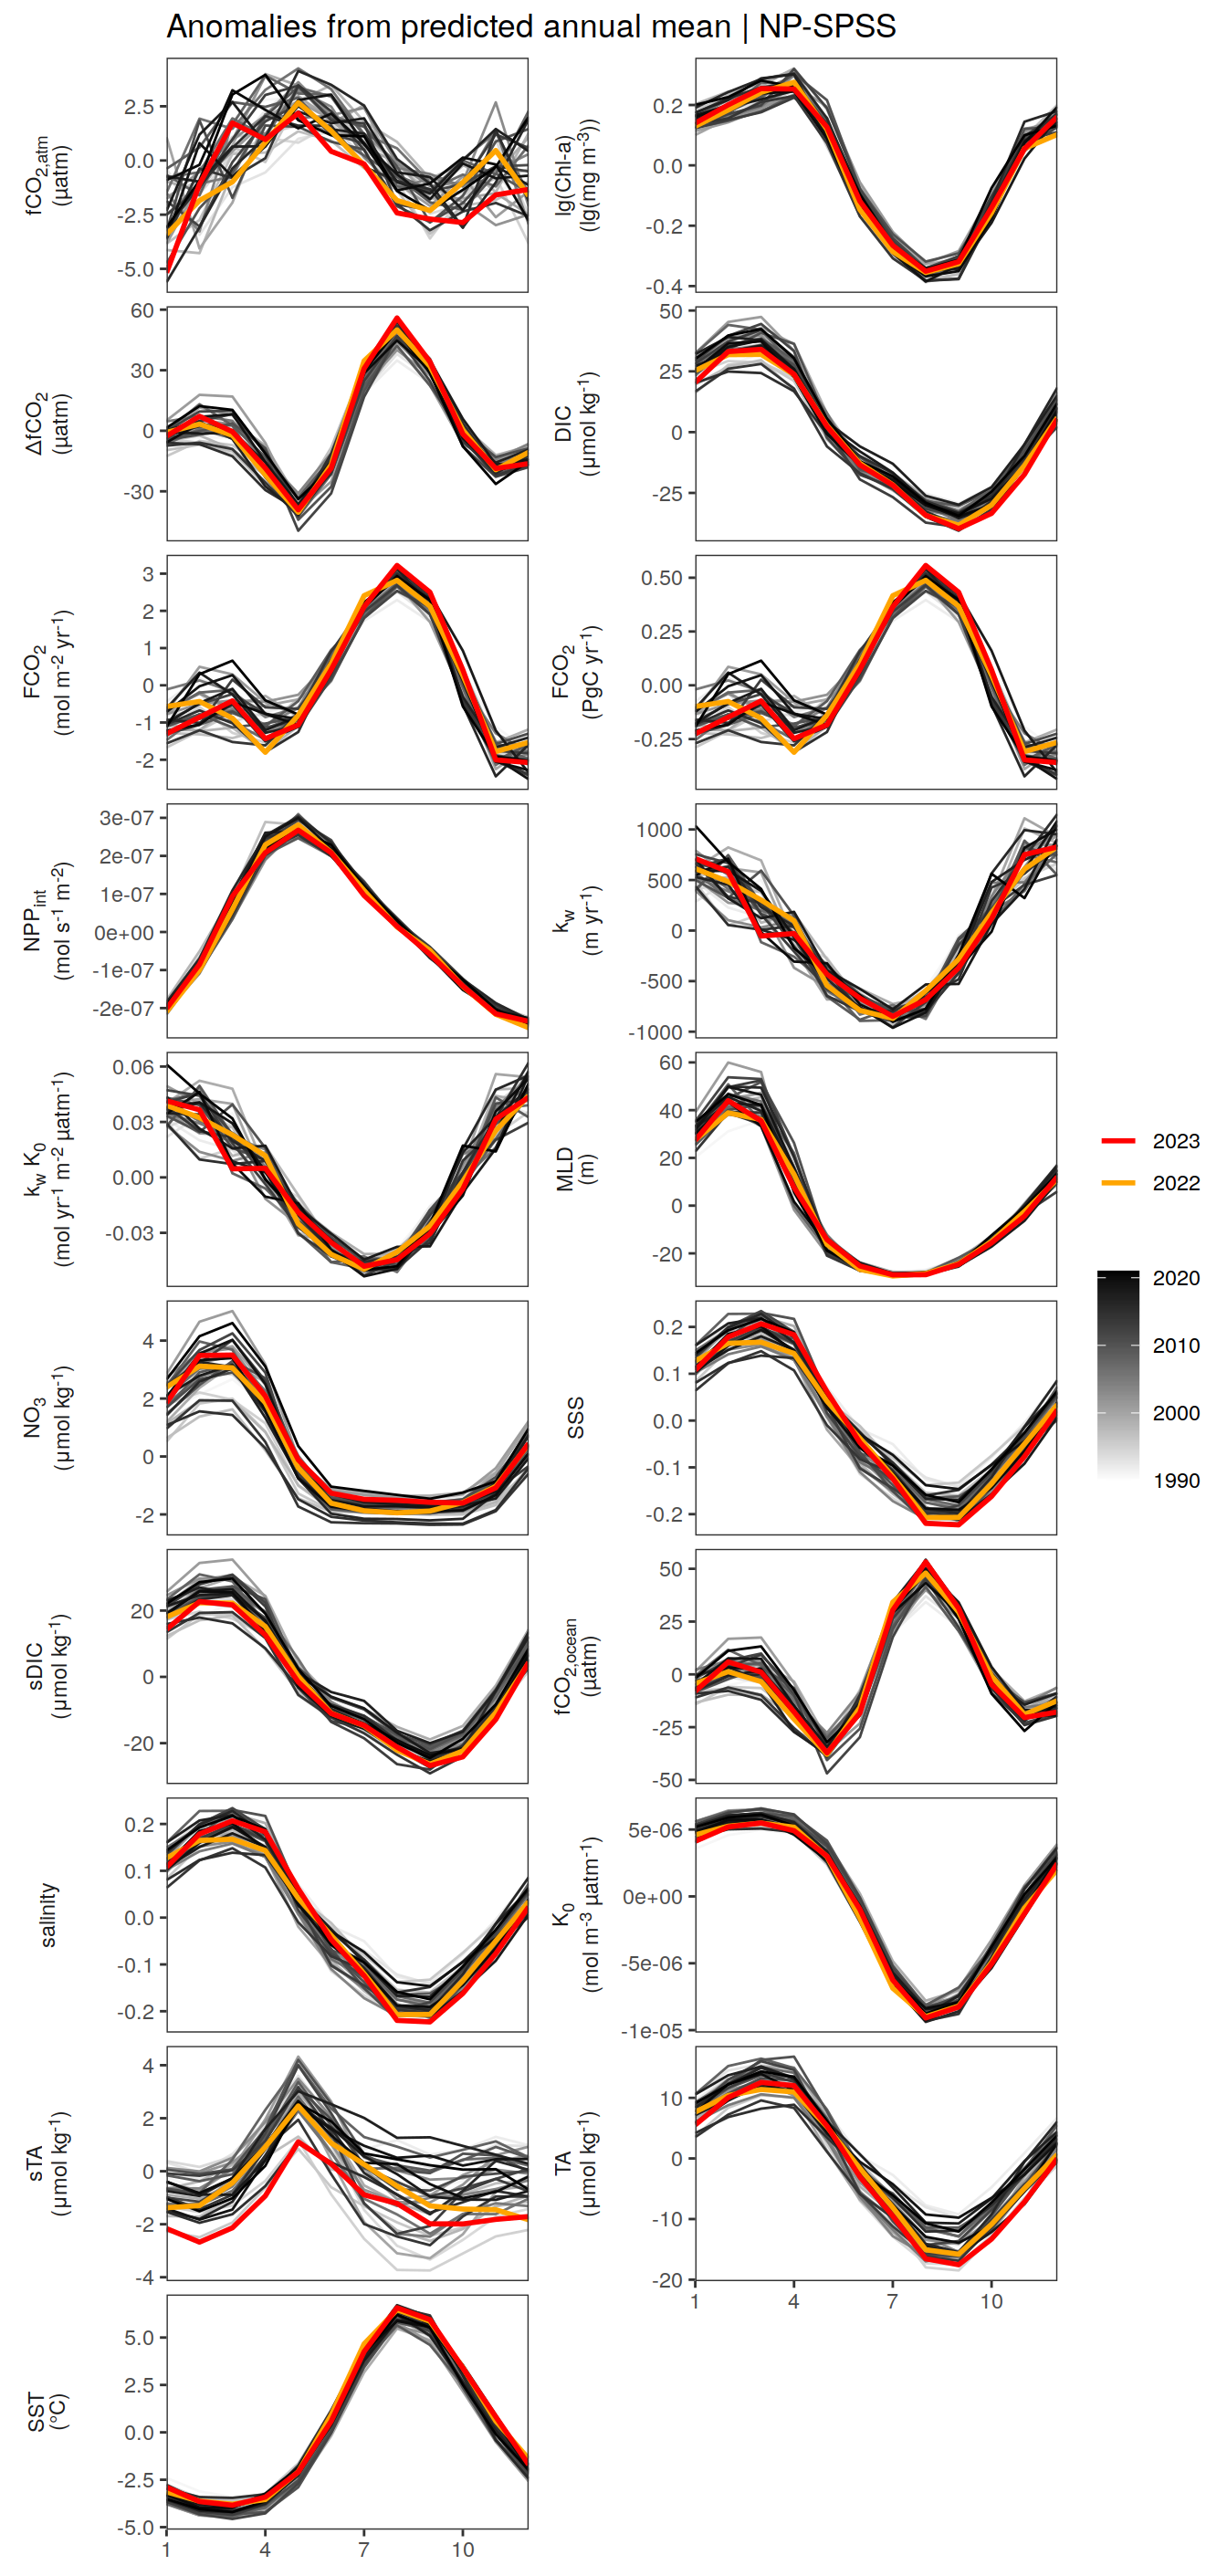 Anomalies from predicted annual mean | NP-SPSS
fCO2,atm
(µatm)
2.5
0.0
-2.5
-5.0
lg(Chl-a)
(lg(mg m-3))
0.2
0.0
-0.2
-0.4
ΔfCO2
(µatm)
60
30
0
-30
DIC
(µmol kg-1)
50
25
0
-25
FCO2
(mol m-2 yr-1)
3
2
1
0
-1
-2
FCO2
(PgC yr-1)
0.50
0.25
0.00
-0.25
NPPint
(mol s-1 m-2)
3e-07
2e-07
1e-07
0e+00
-1e-07
-2e-07
kw
(m yr-1)
1000
500
0
-500
-1000
kw K0
(mol yr-1 m-2 µatm-1)
0.06
0.03
0.00
-0.03
MLD
(m)
60
40
20
0
-20
2023
2022
2020
2010
2000
1990
NO3
(µmol kg-1)
4
2
0
-2
SSS
0.2
0.1
0.0
-0.1
-0.2
sDIC
(µmol kg-1)
20
0
-20
fCO2,ocean
(µatm)
50
25
0
-25
-50
salinity
0.2
0.1
0.0
-0.1
-0.2
K0
(mol m-3 µatm-1)
5e-06
0e+00
-5e-06
-1e-05
sTA
(µmol kg-1)
4
2
0
-2
-4
TA
(µmol kg-1)
10
0
-10
-20
1 4 7 10
SST
(°C)
5.0
2.5
0.0
-2.5
-5.0
1 4 7 10